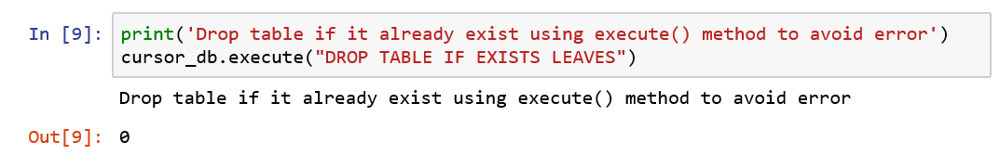 In [9]: print('Drop table if it already exist using execute() method to avoid error')
cursor_db.execute("DROP TABLE IF EXISTS LEAVES")
Drop table if it already exist using execute() method to avoid error
Out[9]: 0